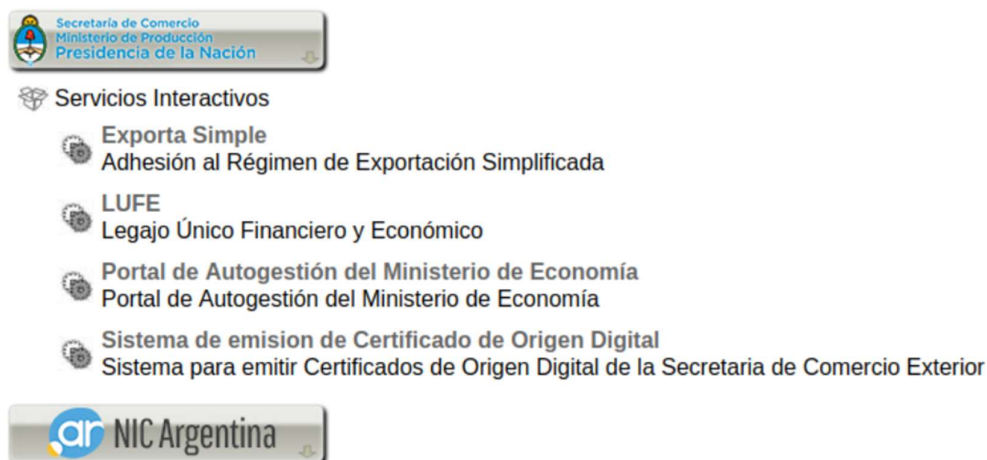 Secretaría de Comercio
Ministerio de Producción
Presidencia de la Nación
Servicios Interactivos
Exporta Simple
Adhesión al Régimen de Exportación Simplificada
LUFE
Legajo Único Financiero y Económico
Portal de Autogestión del Ministerio de Economía
Portal de Autogestión del Ministerio de Economía
Sistema de emision de Certificado de Origen Digital
Sistema para emitir Certificados de Origen Digital de la Secretaria de Comercio Exterior
.ar NIC Argentina